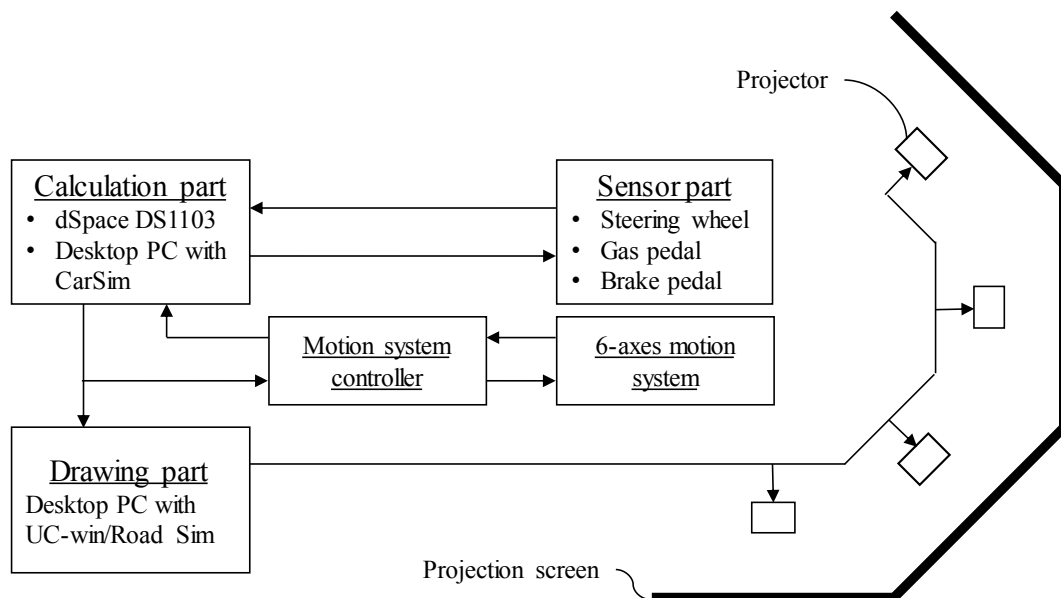 Projector
Calculation part
• dSpace DS1103
• Desktop PC with
CarSim
Sensor part
• Steering wheel
• Gas pedal
• Brake pedal
Motion system
controller
6-axes motion
system
Drawing part
Desktop PC with
UC-win/Road Sim
Projection screen